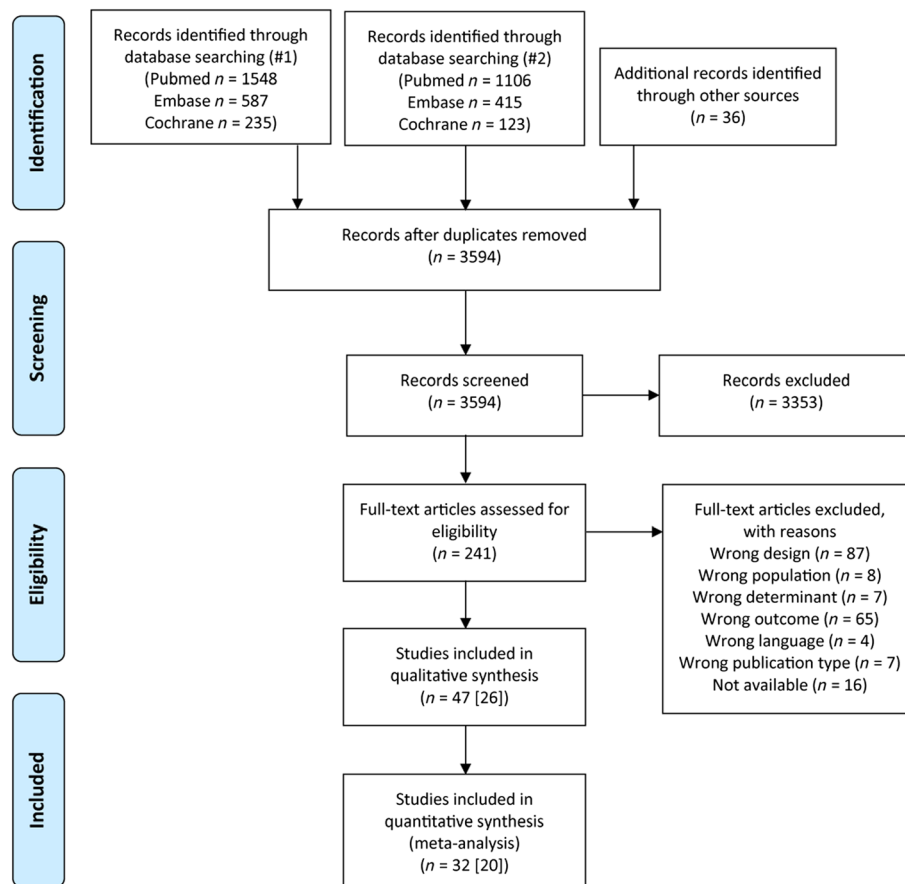 Identification
Records identified through
database searching (#1)
(Pubmed n = 1548
Embase n = 587
Cochrane n = 235)
Records identified through
database searching (#2)
(Pubmed n = 1106
Embase n = 415
Cochrane n = 123)
Additional records identified
through other sources
(n = 36)
Records after duplicates removed
(n = 3594)
Screening
Records screened
(n = 3594)
Records excluded
(n = 3353)
Eligibility
Full-text articles assessed for
eligibility
(n = 241)
Full-text articles excluded,
with reasons
Wrong design (n = 87)
Wrong population (n = 8)
Wrong determinant (n = 7)
Wrong outcome (n = 65)
Wrong language (n = 4)
Wrong publication type (n = 7)
Not available (n = 16)
Studies included in
qualitative synthesis
(n = 47 [26])
Included
Studies included in
quantitative synthesis
(meta-analysis)
(n = 32 [20])